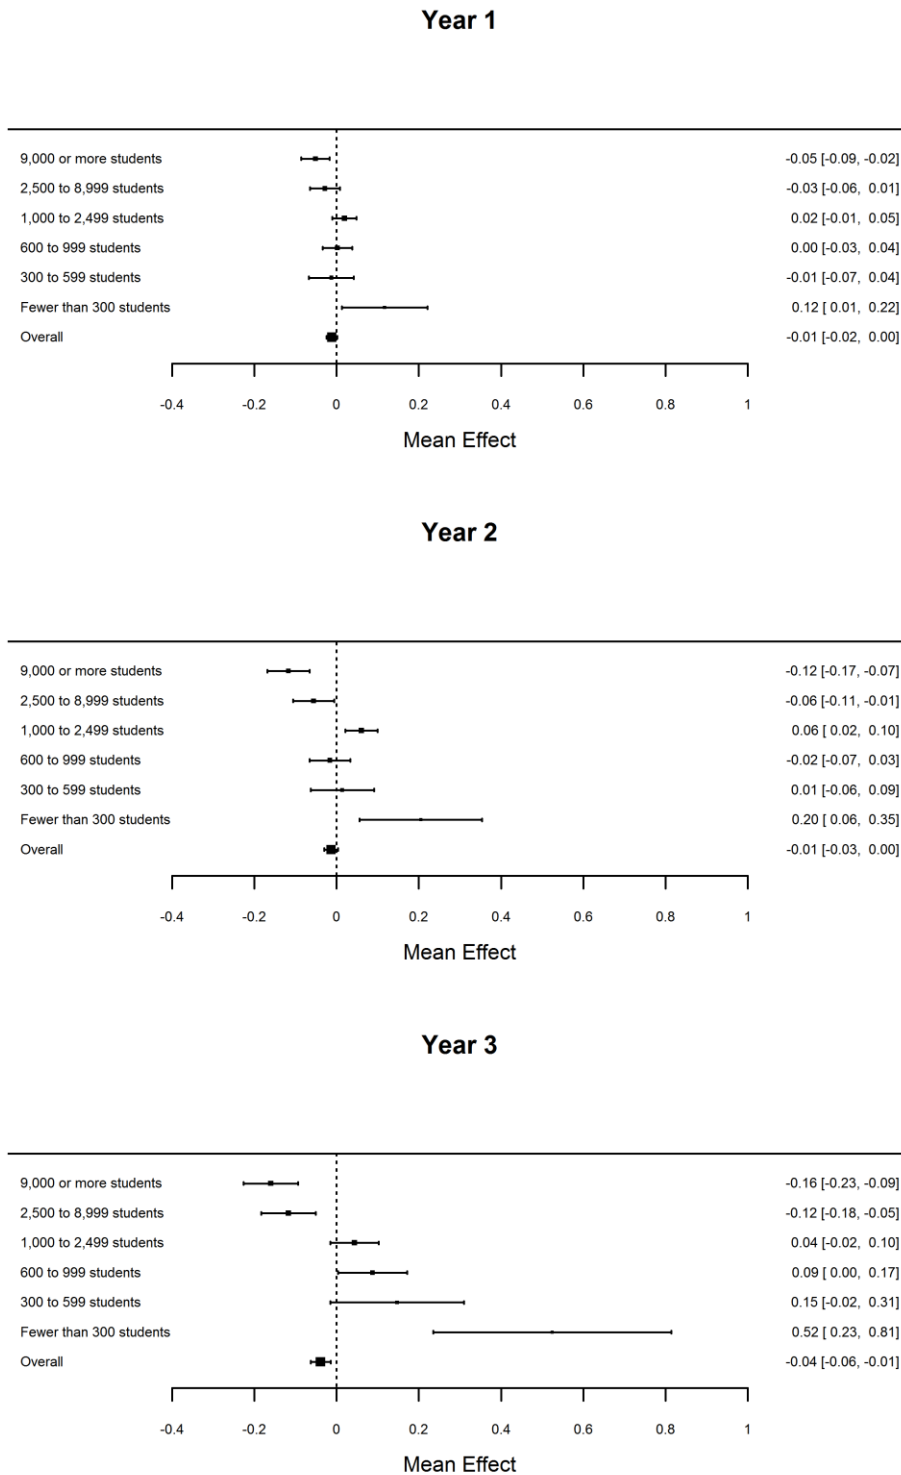 Year 1
9,000 or more students -0.05 [-0.09, -0.02]
2,500 to 8,999 students -0.03 [-0.06, 0.01]
1,000 to 2,499 students 0.02 [-0.01, 0.05]
600 to 999 students 0.00 [-0.03, 0.04]
300 to 599 students -0.01 [-0.07, 0.04]
Fewer than 300 students 0.12 [ 0.01, 0.22]
Overall -0.01 [-0.02, 0.00]
-0.4 -0.2 0 0.2 0.4 0.6 0.8 1
Mean Effect
Year 2
9,000 or more students -0.12 [-0.17, -0.07]
2,500 to 8,999 students -0.06 [-0.11, -0.01]
1,000 to 2,499 students 0.06 [ 0.02, 0.10]
600 to 999 students -0.02 [-0.07, 0.03]
300 to 599 students 0.01 [-0.06, 0.09]
Fewer than 300 students 0.20 [ 0.06, 0.35]
Overall -0.01 [-0.03, 0.00]
-0.4 -0.2 0 0.2 0.4 0.6 0.8 1
Mean Effect
Year 3
9,000 or more students -0.16 [-0.23, -0.09]
2,500 to 8,999 students -0.12 [-0.18, -0.05]
1,000 to 2,499 students 0.04 [-0.02, 0.10]
600 to 999 students 0.09 [ 0.00, 0.17]
300 to 599 students 0.15 [-0.02, 0.31]
Fewer than 300 students 0.52 [ 0.23, 0.81]
Overall -0.04 [-0.06, -0.01]
-0.4 -0.2 0 0.2 0.4 0.6 0.8 1
Mean Effect